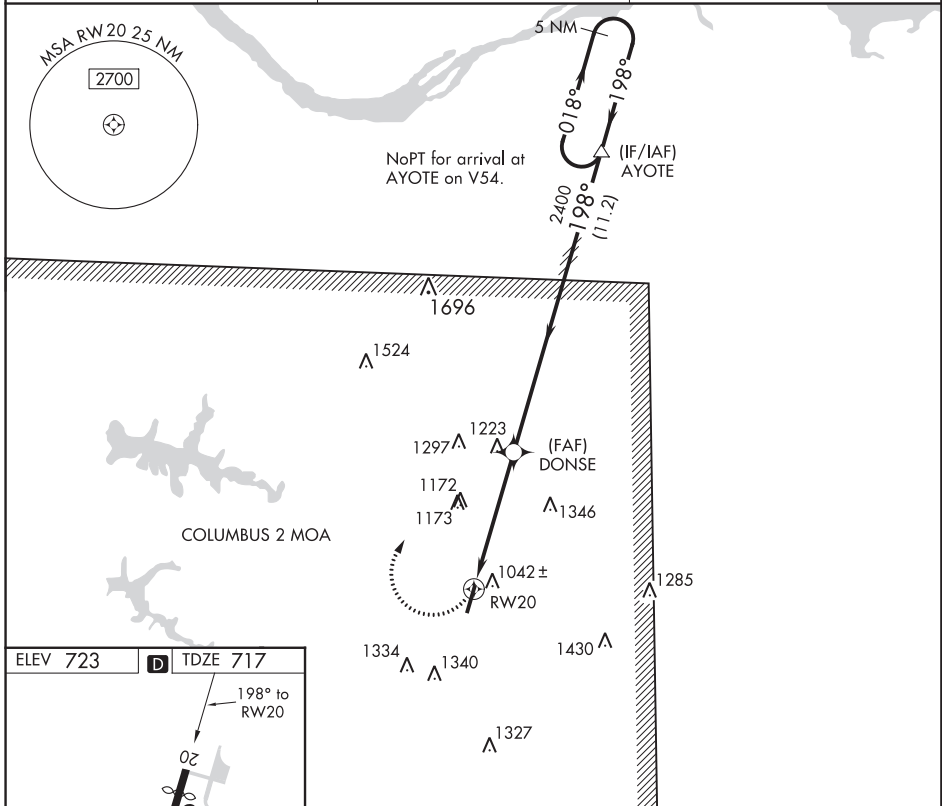 MSA RW20 25 NM
2700
5 NM
018°
198°
NoPT for arrival at
AYOTE on V54.
(IF/IAF)
AYOTE
2400
198°
(11.2)
1696
1524
1297
1223
(FAF)
DONSE
1172
1173
1346
COLUMBUS 2 MOA
1042±
RW20
1285
1334
1340
1430
1327
ELEV 723
D
TDZE 717
198° to
RW20
20